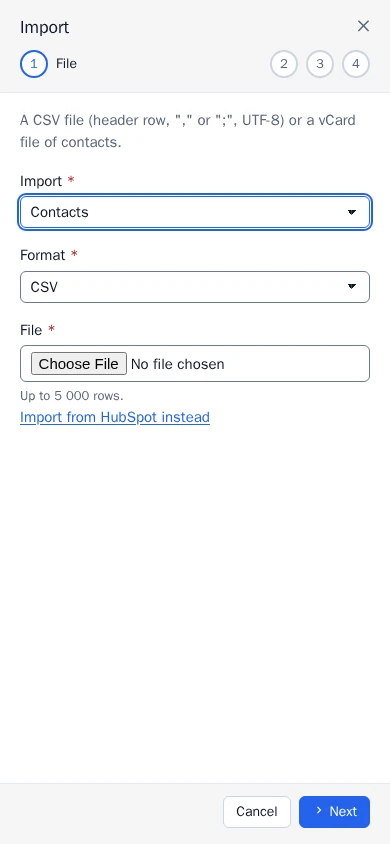 Import
1 File 2 3 4
A CSV file (header row, "," or ";", UTF-8) or a vCard
file of contacts.
Import *
Contacts
Format *
CSV
File *
Choose File No file chosen
Up to 5 000 rows.
Import from HubSpot instead
Cancel Next